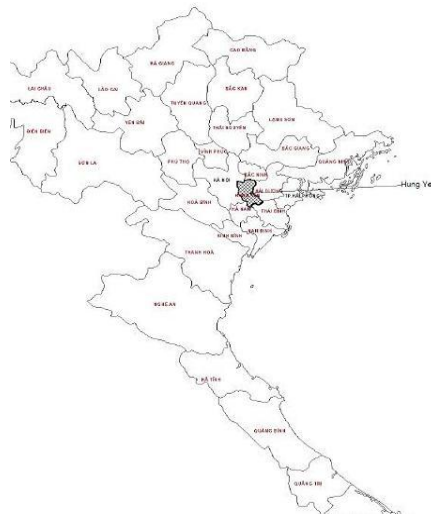 HÀ GIANG
CAO BẰNG
LAI CHÂU
LÀO CAI
BẮC KẠN
TUYÊN QUANG
LẠNG SƠN
YÊN BÁI
THÁI NGUYÊN
ĐIỆN BIÊN
SƠN LA
PHÚ THỌ
VĨNH PHÚC
BẮC GIANG
QUẢNG NINH
HÀ NỘI
BẮC NINH
HẢI DƯƠNG
Hung Ye
TP HẢI PHÒNG
HOÀ BÌNH
HÀ NAM
THÁI BÌNH
NAM ĐỊNH
NINH BÌNH
THANH HOÁ
NGHỆ AN
HÀ TĨNH
QUẢNG BÌNH
QUẢNG TRỊ